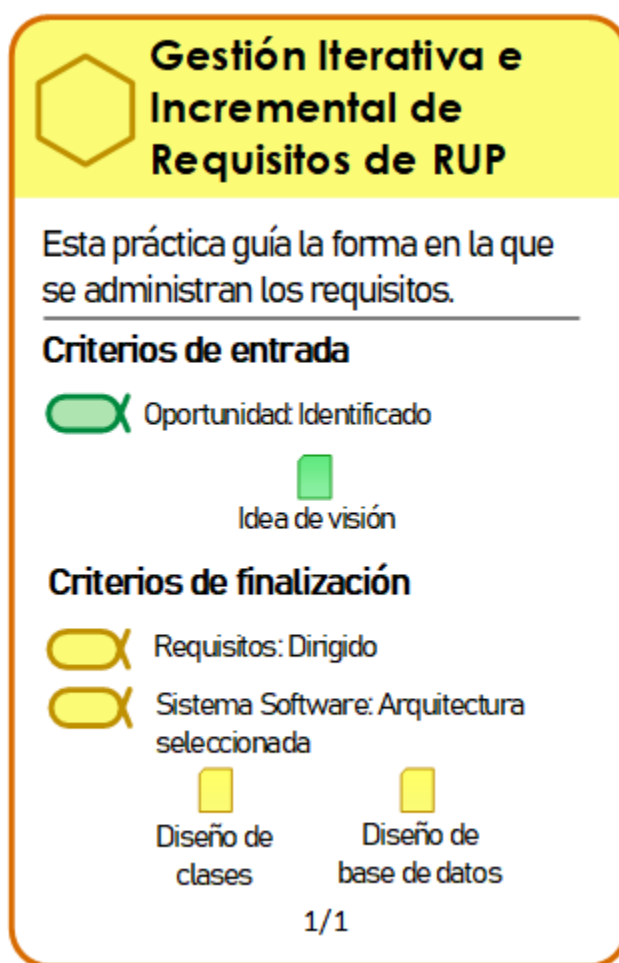 Gestión Iterativa e
Incremental de
Requisitos de RUP
Esta práctica guía la forma en la que
se administran los requisitos.
Criterios de entrada
Oportunidad: Identificado
Idea de visión
Criterios de finalización
Requisitos: Dirigido
Sistema Software: Arquitectura
seleccionada
Diseño de
clases
Diseño de
base de datos
1/1